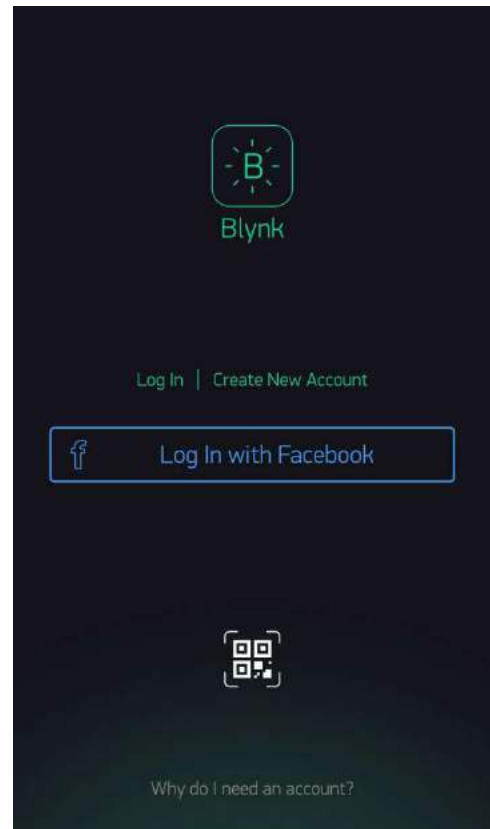 B
Blynk
Log In | Create New Account
f Log In with Facebook
Why do I need an account?